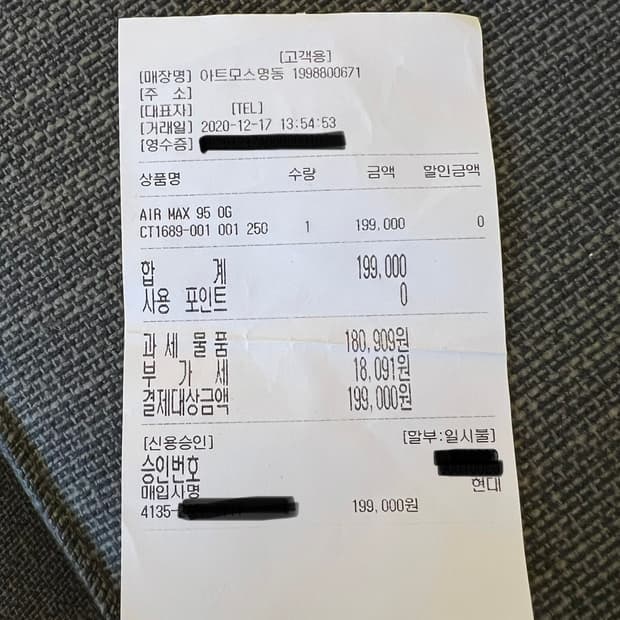 [고객용]
[매장명] 아트모스명동 1998800671
[주 소]
[대표자] [TEL]
[거래일] 2020-12-17 13:54:53
[영수증]
상품명 수량 금액 할인금액
AIR MAX 95 OG
CT1689-001 001 250 1 199,000 0
합 계 199,000
사용 포인트 0
과 세 물 품 180,909원
부 가 세 18,091원
결제대상금액 199,000원
[신용승인] [할부:일시불]
승인번호
매입사명 현대
4135- 199,000원